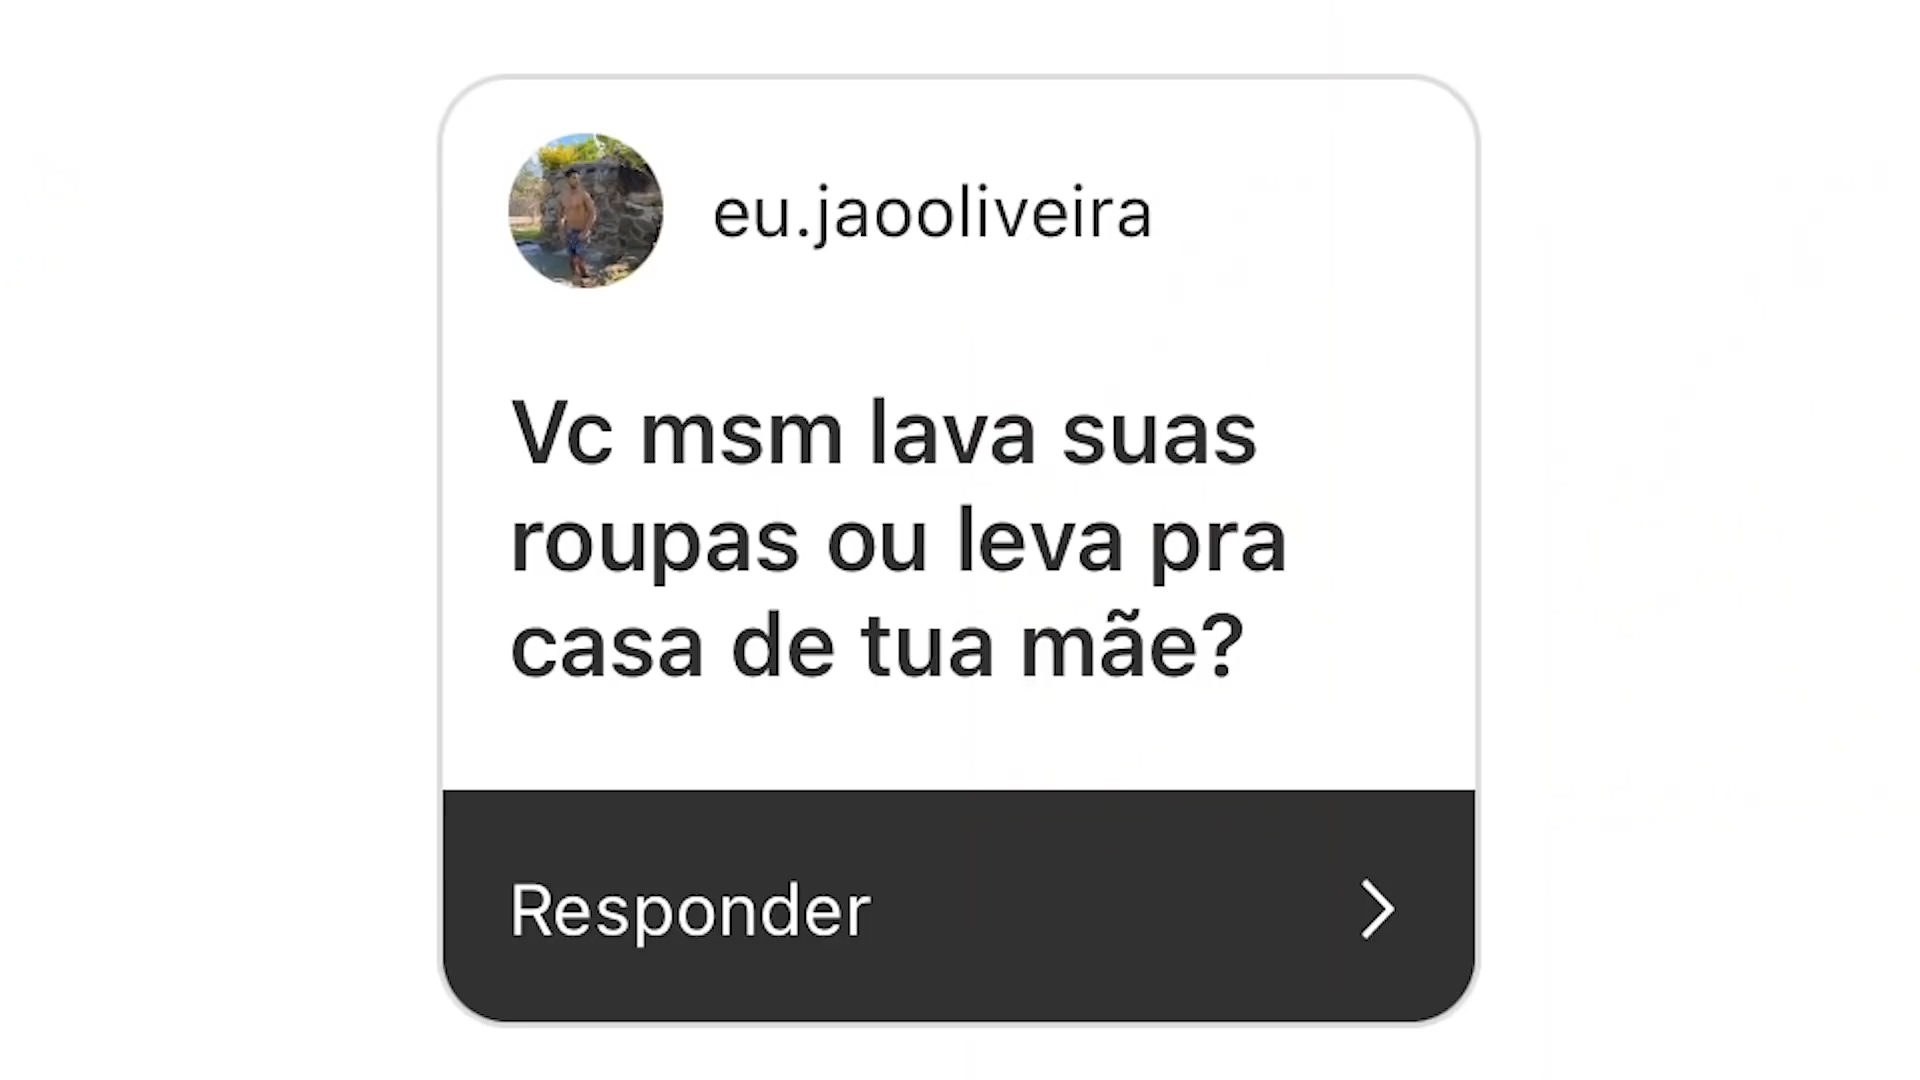 eu.jaooliveira
Vc msm lava suas
roupas ou leva pra
casa de tua mãe?
Responder